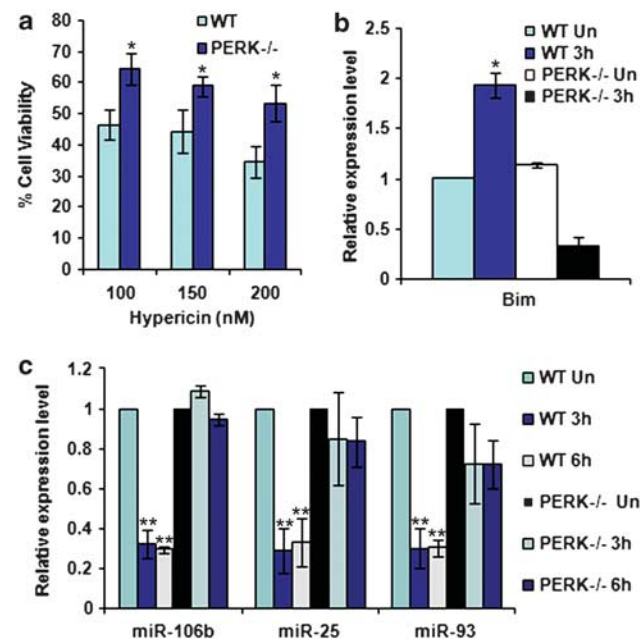 a
WT
PERK-/-
80
70
60
50
40
30
20
10
0
% Cell Viability
*
*
*
100
150
200
Hypericin (nM)
b
WT Un
WT 3h
PERK-/- Un
PERK-/- 3h
2.5
2
1.5
1
0.5
0
Relative expression level
*
Bim
c
1.2
1
0.8
0.6
0.4
0.2
0
Relative expression level
**
**
**
**
**
**
miR-106b
miR-25
miR-93
WT Un
WT 3h
WT 6h
PERK-/- Un
PERK-/- 3h
PERK-/- 6h